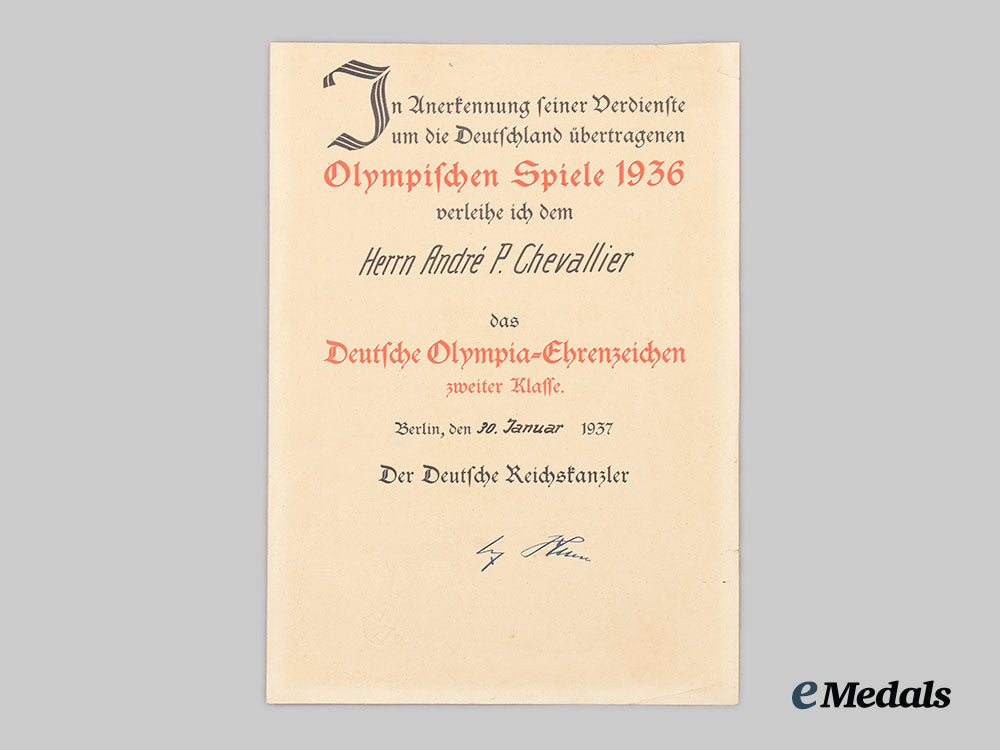 In Anerkennung seiner Verdienste
um die Deutschland übertragenen
Olympischen Spiele 1936
verleihe ich dem
Herrn André P. Chevallier
das
Deutsche Olympia-Ehrenzeichen
zweiter Klasse.
Berlin, den 30. Januar 1937
Der Deutsche Reichskanzler
eMedals